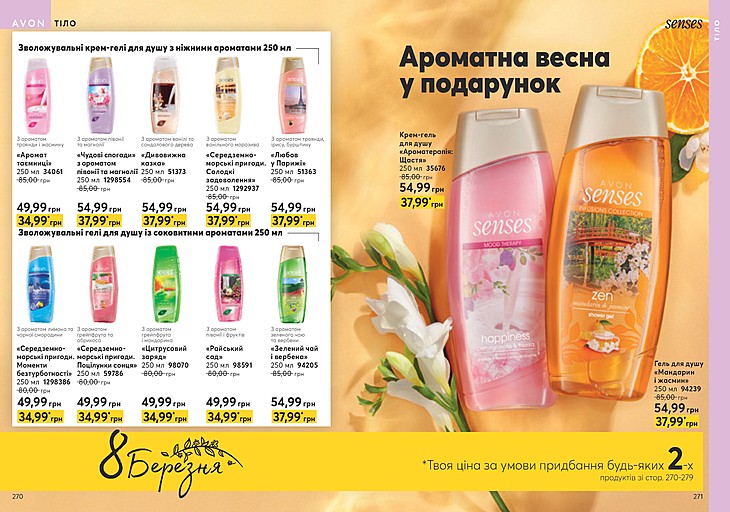 AVON ТІЛО
Зволожувальні крем-гелі для душу з ніжними ароматами 250 мл
З ароматом
троянди і жасмину
«Аромат
таємниці»
250 мл 34061
85,00 грн
49,99 грн
34,99* грн
З ароматом півонії
та магнолії
«Чудові спогади»
з ароматом
півонії та магнолії
250 мл 1298554
85,00 грн
54,99 грн
37,99* грн
З ароматом ванілі та
сандалового дерева
«Дивовижна
казка»
250 мл 51373
85,00 грн
54,99 грн
37,99* грн
З ароматом
ванільного морозива
«Середземно-
морські пригоди.
Солодкі
задоволення»
250 мл 1292937
85,00 грн
54,99 грн
37,99* грн
З ароматом троянди,
ірису, бурштину
«Любов
у Парижі»
250 мл 51363
85,00 грн
54,99 грн
37,99* грн
Зволожувальні гелі для душу із соковитими ароматами 250 мл
З ароматом лимона та
чорної смородини
«Середземно-
морські пригоди.
Моменти
безтурботності»
250 мл 1298386
80,00 грн
49,99 грн
34,99* грн
З ароматом
грейпфрута та
абрикоса
«Середземно-
морські пригоди.
Поцілунки сонця»
250 мл 59786
80,00 грн
49,99 грн
34,99* грн
З ароматом
грейпфрута
і мандарина
«Цитрусовий
заряд»
250 мл 98070
80,00 грн
49,99 грн
34,99* грн
З ароматом
півонії і фруктів
«Райський
сад»
250 мл 98591
80,00 грн
49,99 грн
34,99* грн
З ароматом
зеленого чаю
та вербени
«Зелений чай
і вербена»
250 мл 94205
85,00 грн
54,99 грн
37,99* грн
senses
ТІЛО
Ароматна весна
у подарунок
Крем-гель
для душу
«Ароматерапія:
Щастя»
250 мл 35676
85,00 грн
54,99 грн
37,99* грн
AVON
senses
MOOD THERAPY
happiness
AVON
senses
INFUSIONS COLLECTION
zen
mandarin & jasmine
shower gel
Гель для душу
«Мандарин
і жасмин»
250 мл 94239
85,00 грн
54,99 грн
37,99* грн
8 Березня
*Твоя ціна за умови придбання будь-яких 2-х
продуктів зі стор. 270-279
270
271